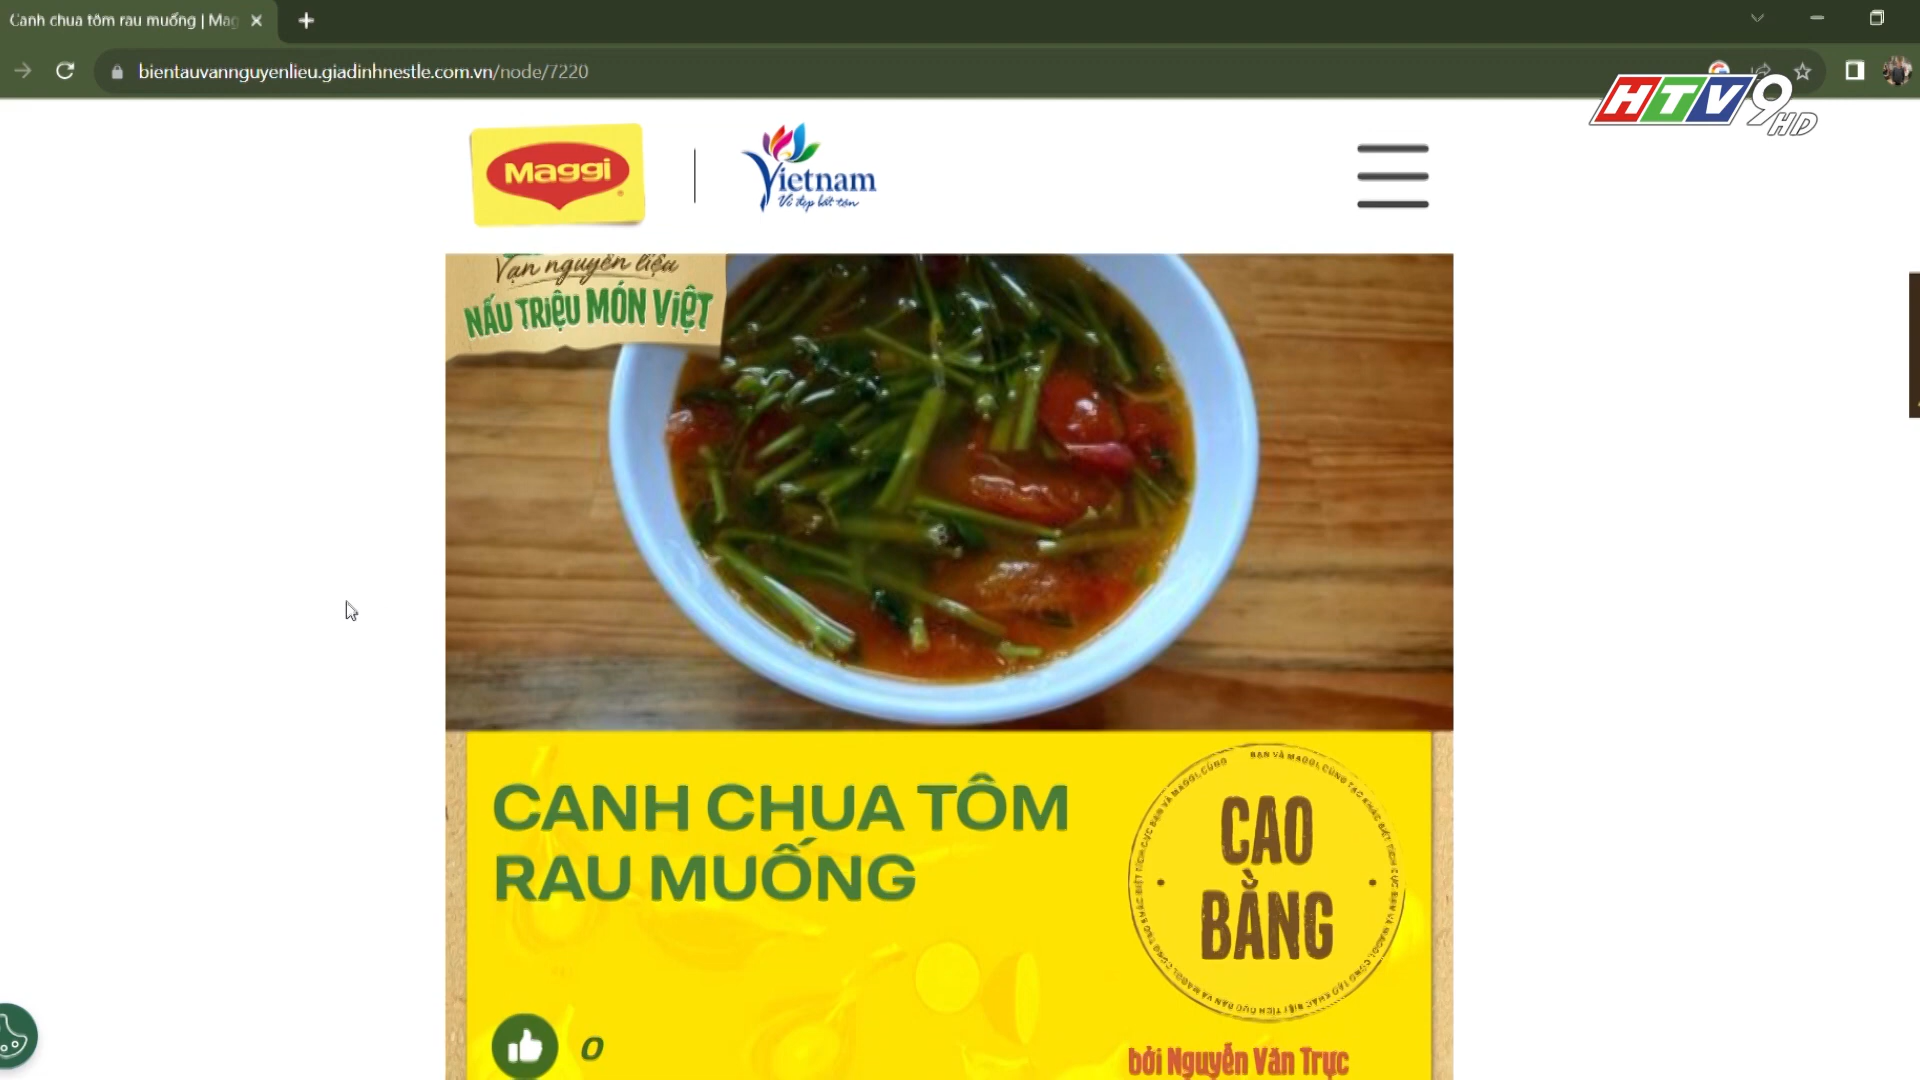 Canh chua tôm rau muống | Mag
bientauvannguyenlieu.giadinhnestle.com.vn/node/7220
HTV9
HD
Maggi
Vietnam
Vẻ đẹp bất tận
Vạn nguyên liệu
NẤU TRIỆU MÓN VIỆT
CANH CHUA TÔM
RAU MUỐNG
CAO
BẰNG
0
bởi Nguyễn Văn Trực